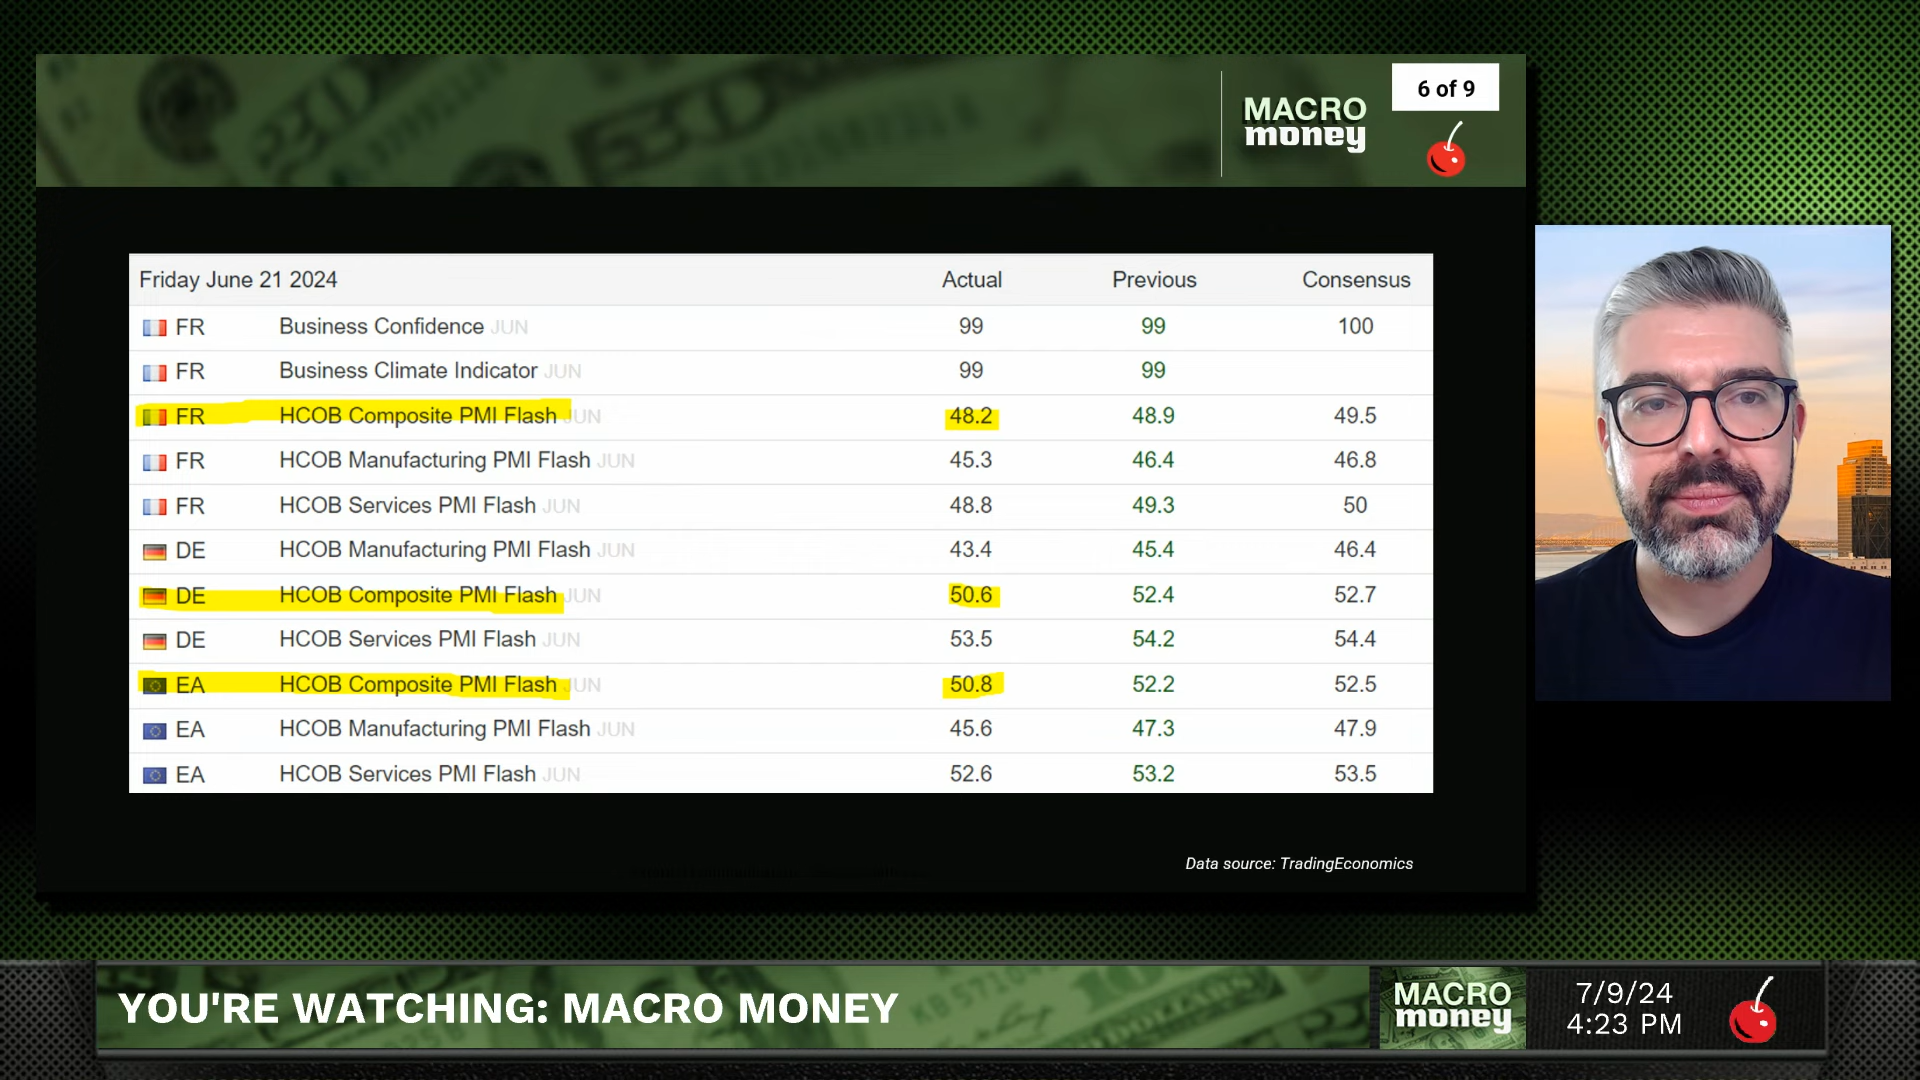 6 of 9
MACRO
money
Friday June 21 2024 Actual Previous Consensus
FR Business Confidence JUN 99 99 100
FR Business Climate Indicator JUN 99 99
FR HCOB Composite PMI Flash JUN 48.2 48.9 49.5
FR HCOB Manufacturing PMI Flash JUN 45.3 46.4 46.8
FR HCOB Services PMI Flash JUN 48.8 49.3 50
DE HCOB Manufacturing PMI Flash JUN 43.4 45.4 46.4
DE HCOB Composite PMI Flash JUN 50.6 52.4 52.7
DE HCOB Services PMI Flash JUN 53.5 54.2 54.4
EA HCOB Composite PMI Flash JUN 50.8 52.2 52.5
EA HCOB Manufacturing PMI Flash JUN 45.6 47.3 47.9
EA HCOB Services PMI Flash JUN 52.6 53.2 53.5
Data source: TradingEconomics
YOU'RE WATCHING: MACRO MONEY
MACRO
money
7/9/24
4:23 PM